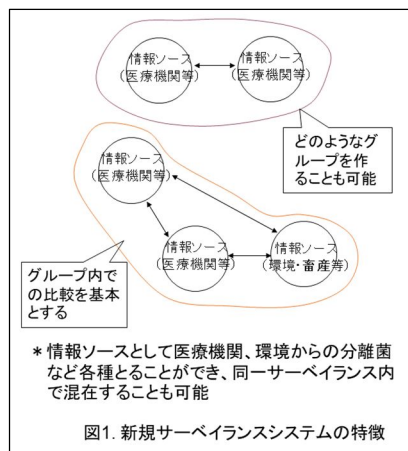 情報ソース
(医療機関等)
情報ソース
(医療機関等)
どのようなグ
ループを作
ることも可能
情報ソース
(医療機関等)
情報ソース
(医療機関等)
情報ソース
(環境・畜産等)
グループ内で
の比較を基本
とする
*情報ソースとして医療機関、環境からの分離菌
など各種とることができ、同一サーベイランス内
で混在することも可能
図1. 新規サーベイランスシステムの特徴